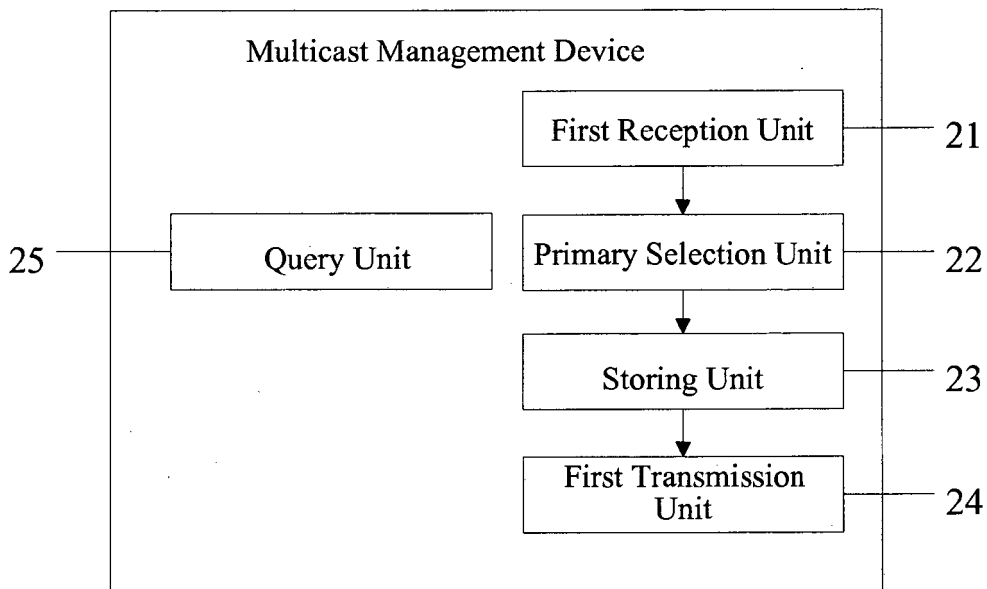 Multicast Management Device
First Reception Unit
21
25
Query Unit
Primary Selection Unit
22
Storing Unit
23
First Transmission
Unit
24